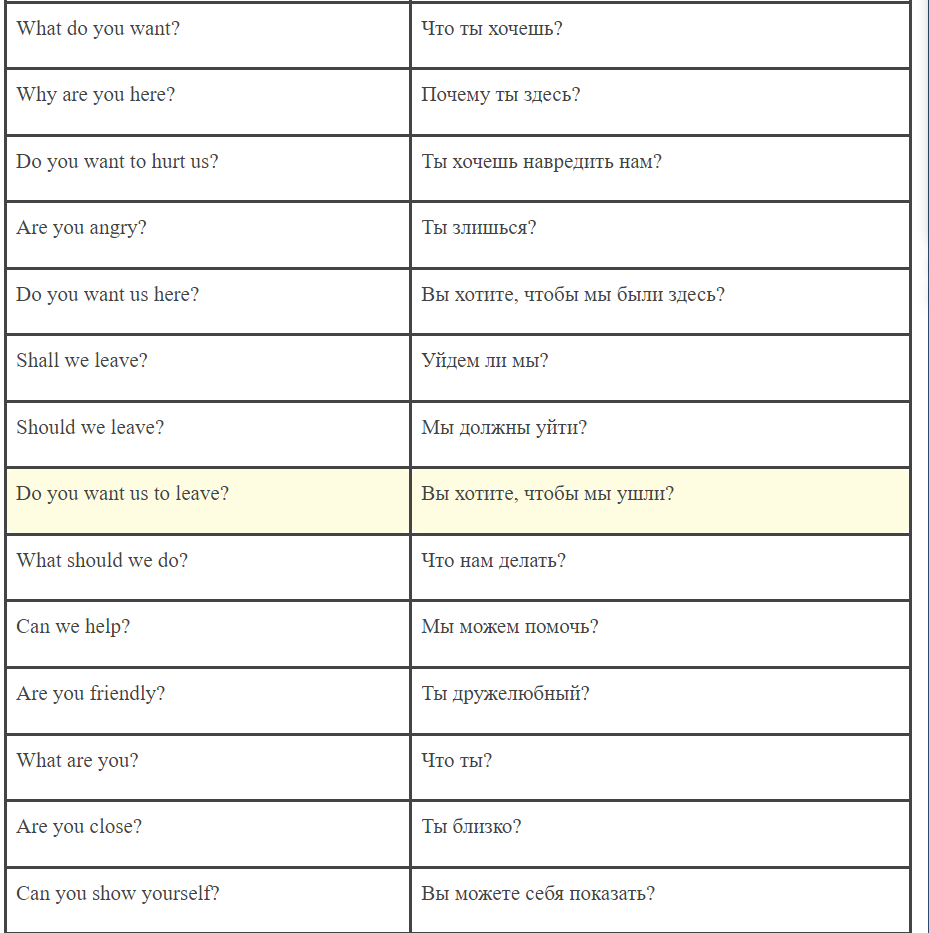 What do you want? Что ты хочешь?
Why are you here? Почему ты здесь?
Do you want to hurt us? Ты хочешь навредить нам?
Are you angry? Ты злишься?
Do you want us here? Вы хотите, чтобы мы были здесь?
Shall we leave? Уйдем ли мы?
Should we leave? Мы должны уйти?
Do you want us to leave? Вы хотите, чтобы мы ушли?
What should we do? Что нам делать?
Can we help? Мы можем помочь?
Are you friendly? Ты дружелюбный?
What are you? Что ты?
Are you close? Ты близко?
Can you show yourself? Вы можете себя показать?